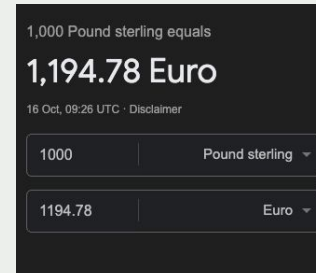 1,000 Pound sterling equals
1,194.78 Euro
16 Oct, 09:26 UTC · Disclaimer
1000 Pound sterling
1194.78 Euro